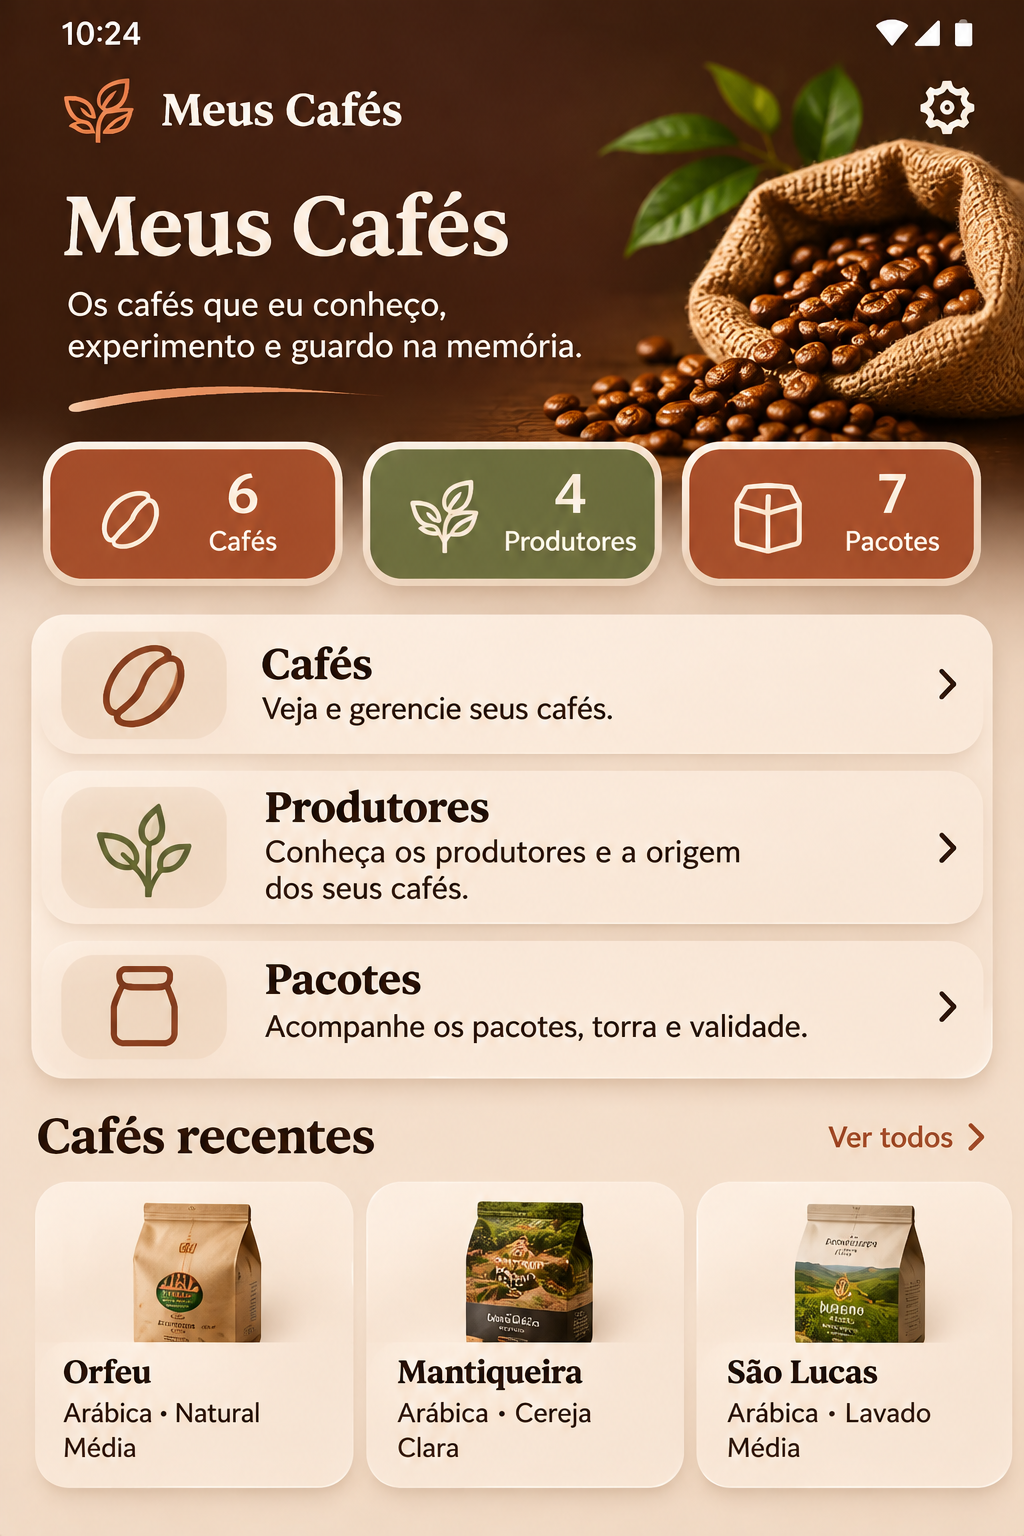 10:24
Meus Cafés
Meus Cafés
Os cafés que eu conheço,
experimento e guardo na memória.
6
Cafés
4
Produtores
7
Pacotes
Cafés
Veja e gerencie seus cafés.
Produtores
Conheça os produtores e a origem
dos seus cafés.
Pacotes
Acompanhe os pacotes, torra e validade.
Cafés recentes
Ver todos
Orfeu
Arábica • Natural
Média
Mantiqueira
Arábica • Cereja
Clara
São Lucas
Arábica • Lavado
Média